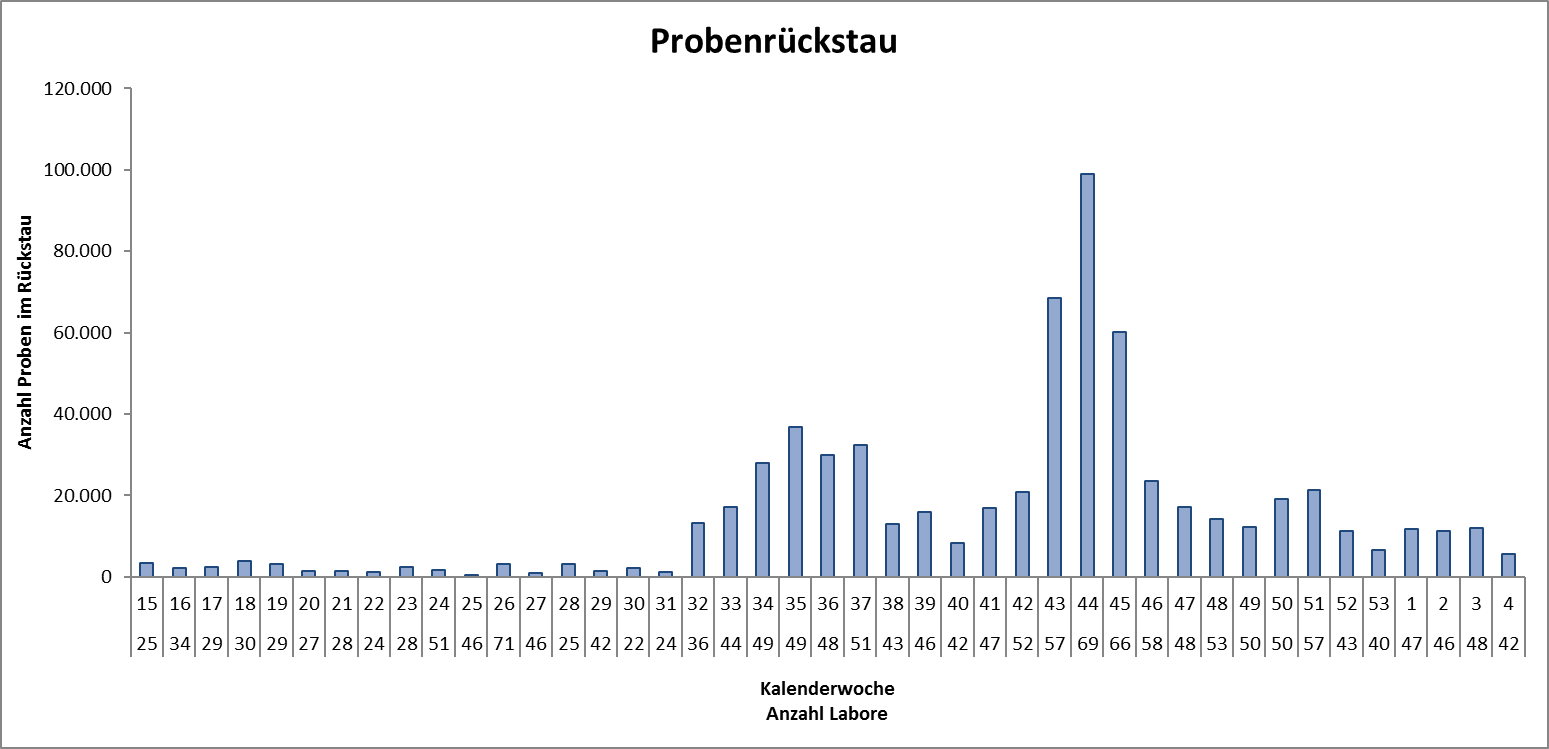 Probenrückstau
120.000
100.000
80.000
60.000
40.000
20.000
0
Anzahl Proben im Rückstau
15 16 17 18 19 20 21 22 23 24 25 26 27 28 29 30 31 32 33 34 35 36 37 38 39 40 41 42 43 44 45 46 47 48 49 50 51 52 53 1 2 3 4
25 34 29 30 29 27 28 24 28 51 46 71 46 25 42 22 24 36 44 49 49 48 51 43 46 42 47 52 57 69 66 58 48 53 50 50 57 43 40 47 46 48 42
Kalenderwoche
Anzahl Labore